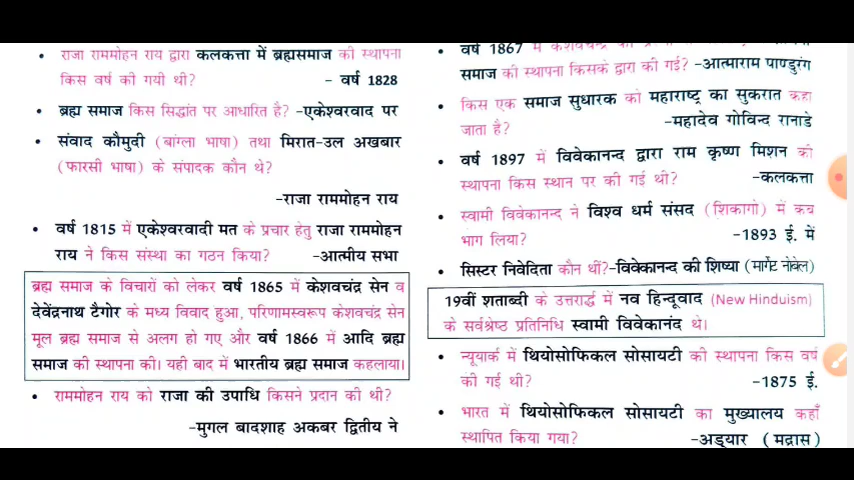 राजा राममोहन राय द्वारा कलकत्ता में ब्रह्मसमाज की स्थापना
किस वर्ष की गयी थी? - वर्ष 1828
• ब्रह्म समाज किस सिद्धांत पर आधारित है? -एकेश्वरवाद पर
• संवाद कौमुदी (बांग्ला भाषा) तथा मिरात-उल अखबार
(फारसी भाषा) के संपादक कौन थे?
-राजा राममोहन राय
• वर्ष 1815 में एकेश्वरवादी मत के प्रचार हेतु राजा राममोहन
राय ने किस संस्था का गठन किया? -आत्मीय सभा
ब्रह्म समाज के विचारों को लेकर वर्ष 1865 में केशवचंद्र सेन व
देवेंद्रनाथ टैगोर के मध्य विवाद हुआ, परिणामस्वरूप केशवचंद्र सेन
मूल ब्रह्म समाज से अलग हो गए और वर्ष 1866 में आदि ब्रह्म
समाज की स्थापना की। यही बाद में भारतीय ब्रह्म समाज कहलाया।
• राममोहन राय को राजा की उपाधि किसने प्रदान की थी?
-मुगल बादशाह अकबर द्वितीय ने
• वर्ष 1867 में केशवचंद्र की
समाज की स्थापना किसके द्वारा की गई? -आत्माराम पाण्डुरंग
• किस एक समाज सुधारक को महाराष्ट्र का सुकरात कहा
जाता है? -महादेव गोविन्द रानाडे
• वर्ष 1897 में विवेकानन्द द्वारा राम कृष्ण मिशन की
स्थापना किस स्थान पर की गई थी? -कलकत्ता
• स्वामी विवेकानन्द ने विश्व धर्म संसद (शिकागो) में कब
भाग लिया? -1893 ई. में
• सिस्टर निवेदिता कौन थीं? -विवेकानन्द की शिष्या (मार्गेट नोबेल)
19वीं शताब्दी के उत्तरार्द्ध में नव हिन्दूवाद (New Hinduism)
के सर्वश्रेष्ठ प्रतिनिधि स्वामी विवेकानंद थे।
• न्यूयार्क में थियोसोफिकल सोसायटी की स्थापना किस वर्ष
की गई थी? -1875 ई.
• भारत में थियोसोफिकल सोसायटी का मुख्यालय कहाँ
स्थापित किया गया? -अड्यार (मद्रास)